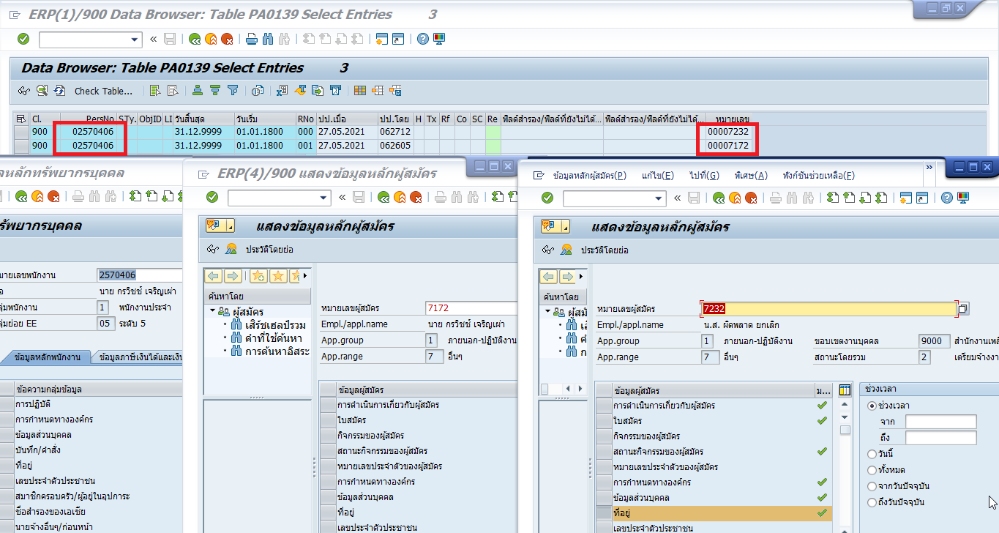 ERP(1)/900 Data Browser: Table PA0139 Select Entries 3
Data Browser: Table PA0139 Select Entries 3
Check Table...
Cl. PersNo STy. ObjID LI วันสิ้นสุด วันเริ่ม RNo ปป.เมื่อ ปป.โดย H Tx Rf Co SC Re ฟิลด์สำรอง/ฟิลด์ที่ยังไม่ได้... ฟิลด์สำรอง/ฟิลด์ที่ยังไม่ได้... หมายเลข
900 02570406 31.12.9999 01.01.1800 000 27.05.2021 062712 00007232
900 02570406 31.12.9999 01.01.1800 001 27.05.2021 062605 00007172
ลหลักทรัพยากรบุคคล
รัพยากรบุคคล
มายเลขพนักงาน 2570406
อ นาย กรวิชช์ เจริญเผ่า
ลุ่มพนักงาน 1 พนักงานประจำ
ลุ่มย่อย EE 05 ระดับ 5
ข้อมูลหลักพนักงาน ข้อมูลภาษีเงินได้และเงิน
ข้อความกลุ่มข้อมูล
การปฏิบัติ
การกำหนดทางองค์กร
ข้อมูลส่วนบุคคล
บันทึก/คำสั่ง
ที่อยู่
เลขประจำตัวประชาชน
สมาชิกครอบครัว/ผู้อยู่ในอุปการะ
ชื่อสำรองของเอเชีย
นายจ้างอื่นๆ/ก่อนหน้า
ERP(4)/900 แสดงข้อมูลหลักผู้สมัคร
แสดงข้อมูลหลักผู้สมัคร
ประวัติโดยย่อ
ค้นหาโดย
ผู้สมัคร
เสิร์ชเฮลป์รวม
คำที่ใช้ค้นหา
การค้นหาอิสระ
หมายเลขผู้สมัคร 7172
Empl./appl.name นาย กรวิชช์ เจริญเผ่า
App.group 1 ภายนอก-ปฏิบัติงาน
App.range 7 อื่นๆ
ข้อมูลผู้สมัคร
การดำเนินการเกี่ยวกับผู้สมัคร
ใบสมัคร
กิจกรรมของผู้สมัคร
สถานะกิจกรรมของผู้สมัคร
หมายเลขประจำตัวของผู้สมัคร
การกำหนดทางองค์กร
ข้อมูลส่วนบุคคล
ที่อยู่
เลขประจำตัวประชาชน
ข้อมูลหลักผู้สมัคร(P) แก้ไข(E) ไปที่(G) พิเศษ(A) ฟังก์ชันช่วยเหลือ(F)
แสดงข้อมูลหลักผู้สมัคร
ประวัติโดยย่อ
ค้นหาโดย
ผู้สมั
เสิ
คำ
ก
หมายเลขผู้สมัคร 7232
Empl./appl.name น.ส. ผิดพลาด ยกเลิก
App.group 1 ภายนอก-ปฏิบัติงาน ขอบเขตงานบุคคล 9000 สำนักงานเพลิ
App.range 7 อื่นๆ สถานะโดยรวม 2 เตรียมจ้างงา
ข้อมูลผู้สมัคร ม...
การดำเนินการเกี่ยวกับผู้สมัคร
ใบสมัคร
กิจกรรมของผู้สมัคร
สถานะกิจกรรมของผู้สมัคร
หมายเลขประจำตัวของผู้สมัคร
การกำหนดทางองค์กร
ข้อมูลส่วนบุคคล
ที่อยู่
เลขประจำตัวประชาชน
ช่วงเวลา
ช่วงเวลา
จาก
ถึง
วันนี้
ทั้งหมด
จากวันปัจจุบัน
ถึงวันปัจจุบัน